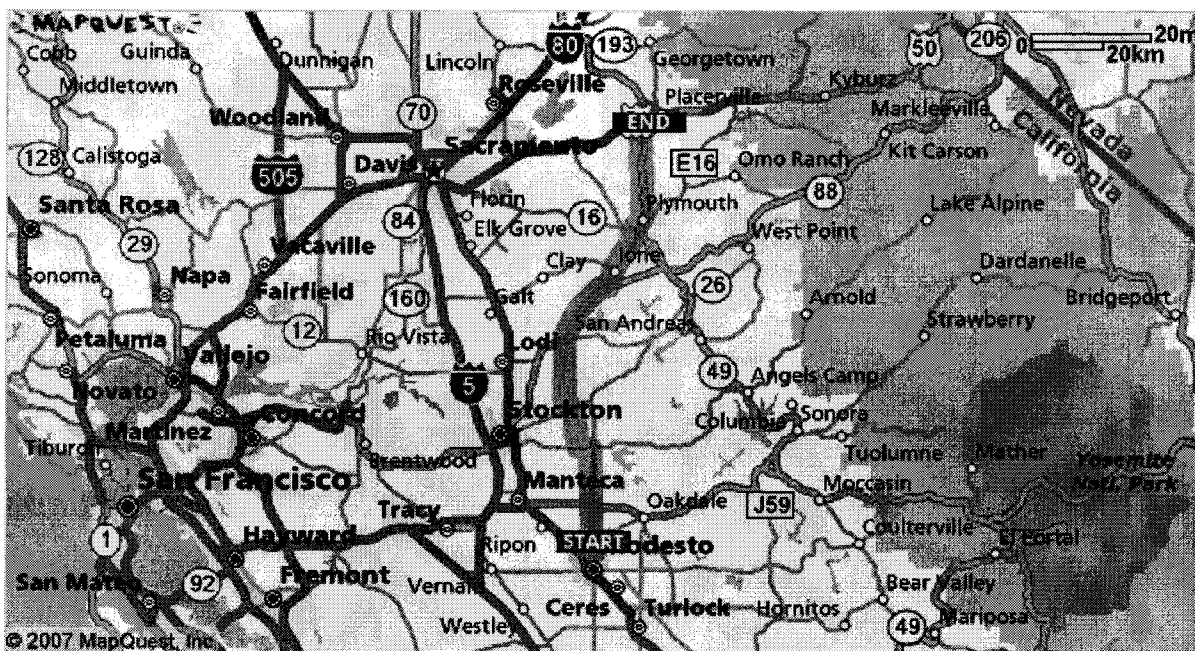 MAPQUEST
80
193
50
206
0 20m
20km
Cobb
Guinda
Dunnigan
Lincoln
Georgetown
Roseville
Kyburz
Middletown
70
Placerville
Markleeville
Nevada
California
Woodland
END
Sacramento
128
Calistoga
505
Davis
E16
Omo Ranch
Kit Carson
88
Santa Rosa
Florin
Plymouth
Lake Alpine
84
16
Elk Grove
29
Vacaville
West Point
Sonoma
Napa
Clay
Ione
Dardanelle
Fairfield
160
Galt
26
Arnold
Bridgeport
12
Rio Vista
San Andreas
Strawberry
Petaluma
Vallejo
Lodi
Novato
5
49
Angels Camp
Concord
Stockton
Columbia
Sonora
Martinez
Tiburon
Brentwood
Tuolumne
Mather
Yosemite
Natl. Park
San Francisco
Manteca
Oakdale
J59
Moccasin
Tracy
1
Hayward
Ripon
START
Modesto
Coulterville
El Portal
San Mateo
92
Fremont
Vernalis
Bear Valley
Ceres
Turlock
Hornitos
Westley
49
Mariposa
© 2007 MapQuest, Inc